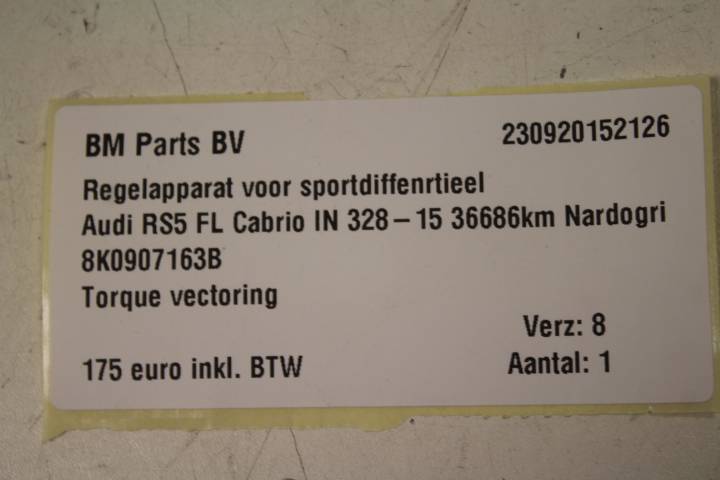 BM Parts BV 230920152126
Regelapparat voor sportdiffenrtieel
Audi RS5 FL Cabrio IN 328-15 36686km Nardogri
8K0907163B
Torque vectoring
Verz: 8
175 euro inkl. BTW Aantal: 1